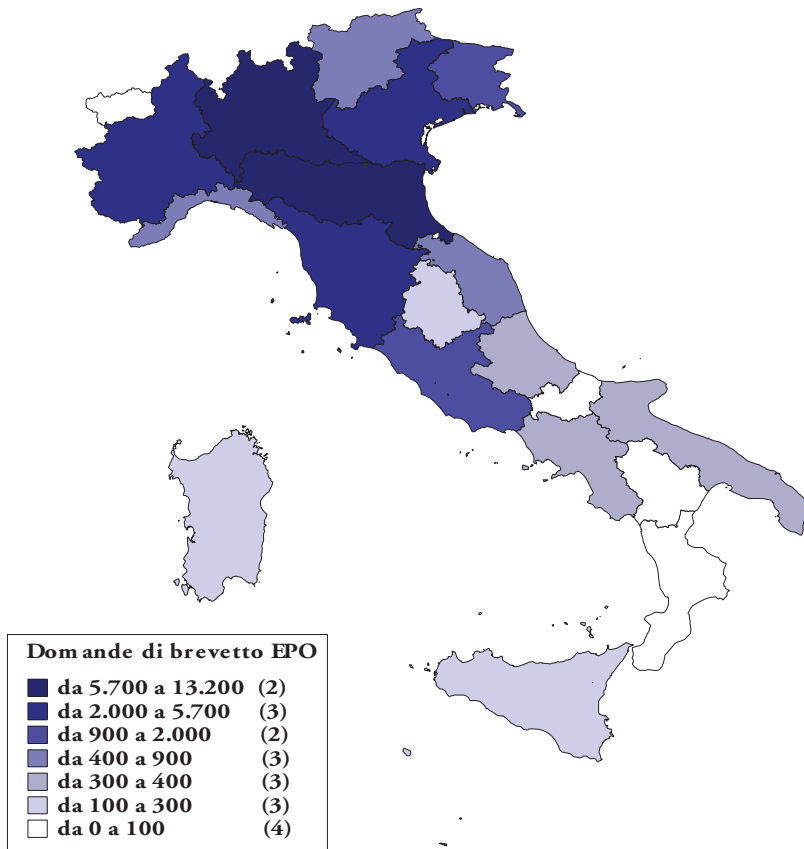 Domande di brevetto EPO
da 5.700 a 13.200 (2)
da 2.000 a 5.700 (3)
da 900 a 2.000 (2)
da 400 a 900 (3)
da 300 a 400 (3)
da 100 a 300 (3)
da 0 a 100 (4)